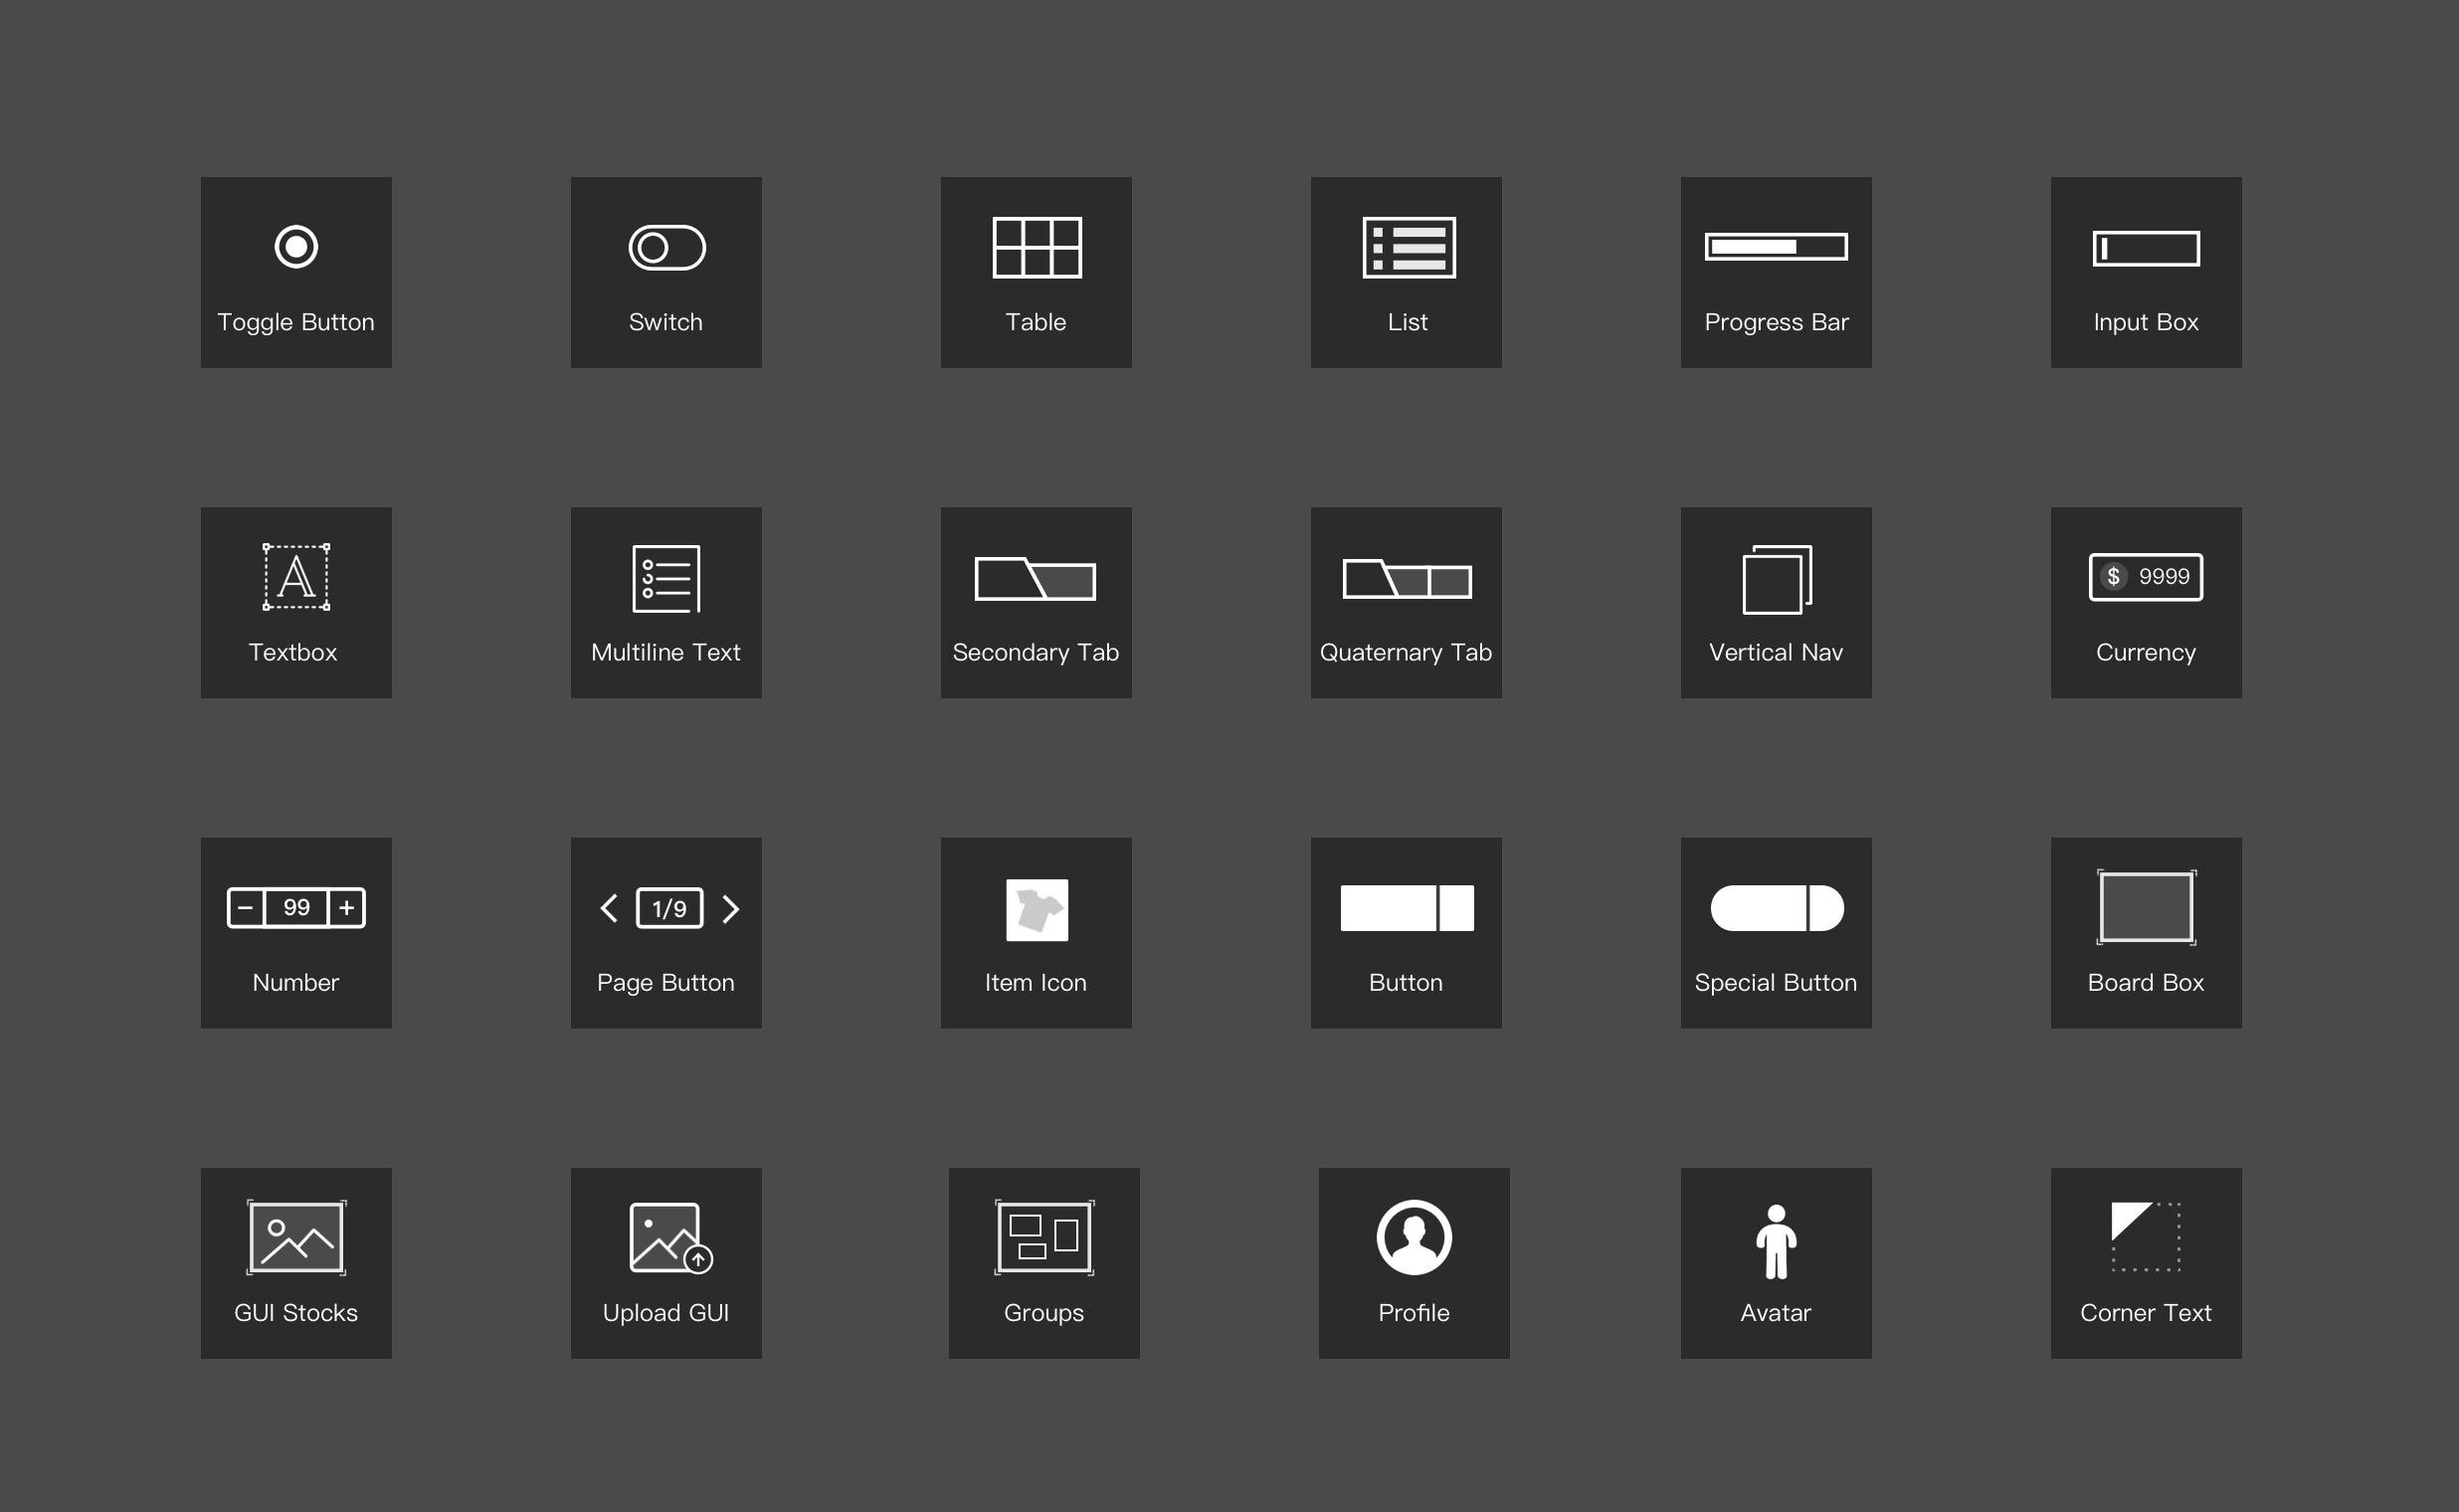 Toggle Button
Switch
Table
List
Progress Bar
Input Box
A
Textbox
Multiline Text
Secondary Tab
Quaternary Tab
Vertical Nav
$ 9999
Currency
− 99 +
Number
< 1/9 >
Page Button
Item Icon
Button
Special Button
Board Box
GUI Stocks
Upload GUI
Groups
Profile
Avatar
Corner Text